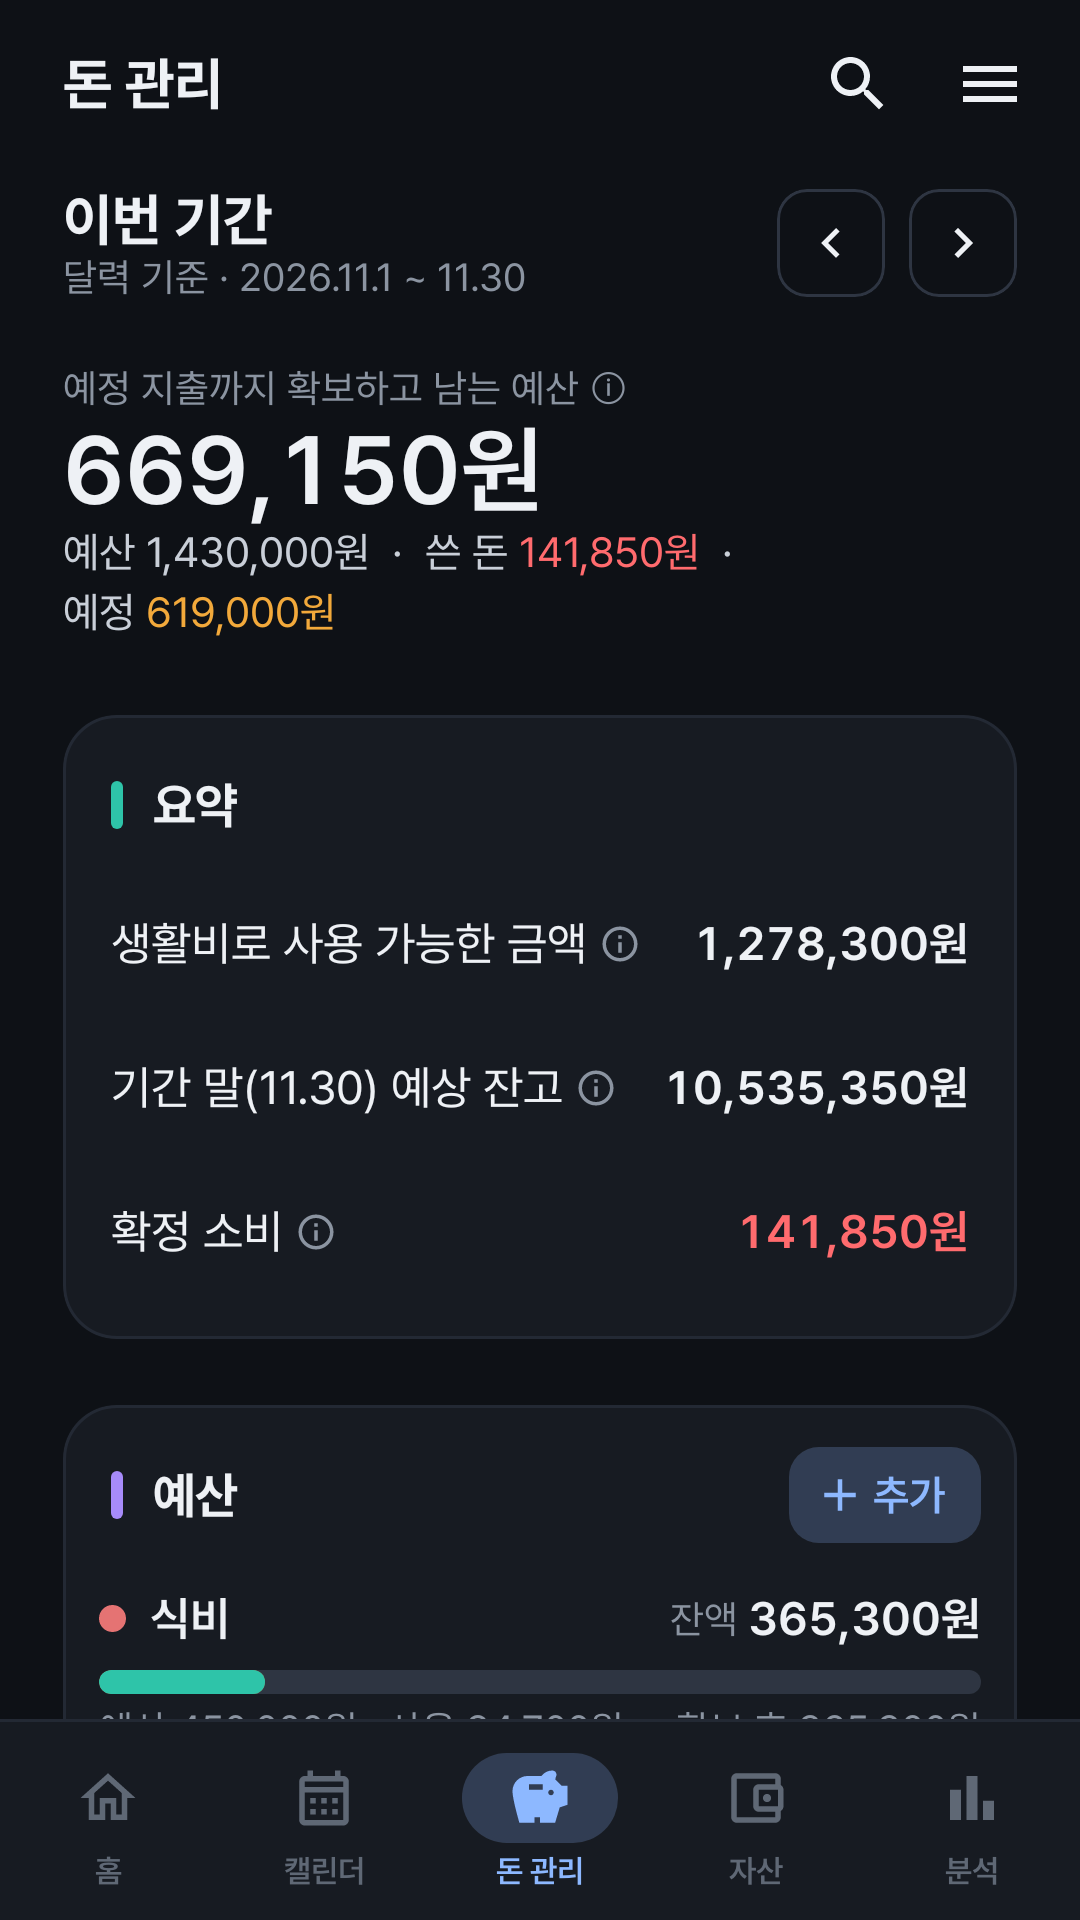 돈 관리
이번 기간
달력 기준 · 2026.11.1 ~ 11.30
예정 지출까지 확보하고 남는 예산
669,150원
예산 1,430,000원 · 쓴 돈 141,850원 ·
예정 619,000원
요약
생활비로 사용 가능한 금액 1,278,300원
기간 말(11.30) 예상 잔고 10,535,350원
확정 소비 141,850원
예산
+ 추가
식비 잔액 365,300원
홈 캘린더 돈 관리 자산 분석